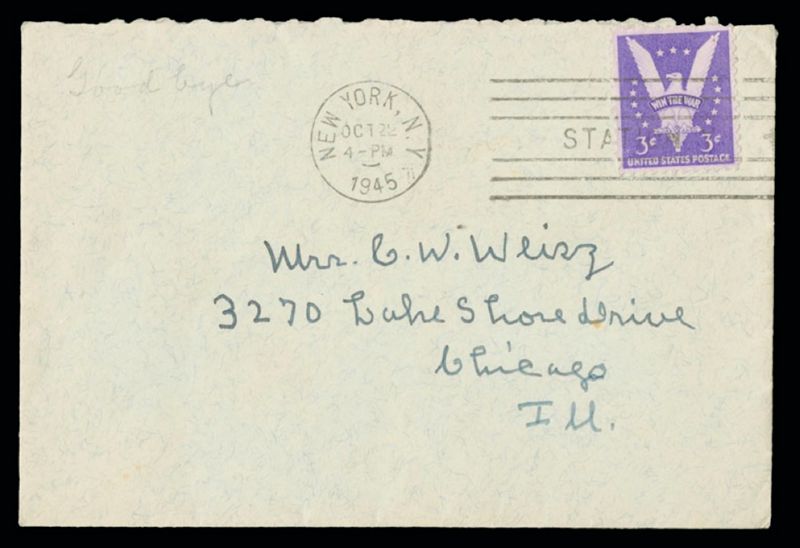 Good bye
NEW YORK, N.Y.
OCT 22
4-PM
1945
WIN THE WAR
3¢ 3¢
UNITED STATES POSTAGE
Mrs. C. W. Weisz
3270 Lake Shore Drive
Chicago
Ill.